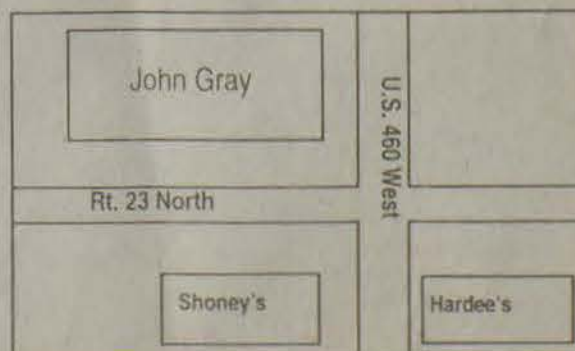 John Gray
U.S. 460 West
Rt. 23 North
Shoney's
Hardee's